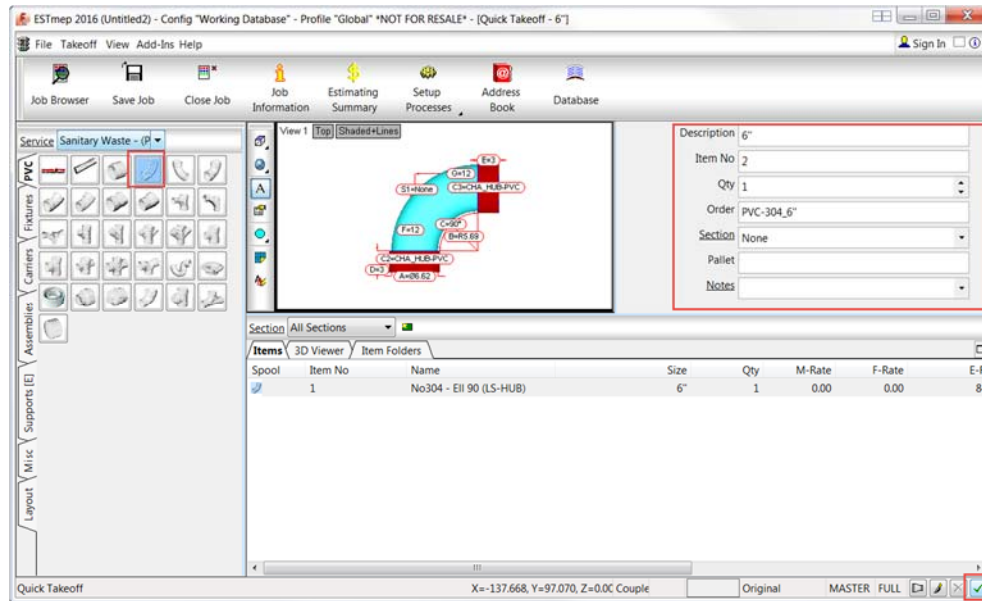 ESTmep 2016 (Untitled2) - Config "Working Database" - Profile "Global" *NOT FOR RESALE* - [Quick Takeoff - 6"]
File Takeoff View Add-Ins Help
Sign In
Job Browser Save Job Close Job Job Information Estimating Summary Setup Processes Address Book Database
Service Sanitary Waste - (P
PVC
Fixtures
Carriers
Assemblies
Supports [E]
Misc
Layout
View 1 Top Shaded+Lines
E=3
G=12
S1=None C3=CHA_HUB-PVC
F=12 C=90°
B=R5.69
C2=CHA_HUB-PVC
D=3
A=Ø6.62
Description 6"
Item No 2
Qty 1
Order PVC-304_6"
Section None
Pallet
Notes
Section All Sections
Items 3D Viewer Item Folders
Spool Item No Name Size Qty M-Rate F-Rate
1 No304 - Ell 90 (LS-HUB) 6" 1 0.00 0.00 8
Quick Takeoff X=-137.668, Y=97.070, Z=0.0C Couple Original MASTER FULL